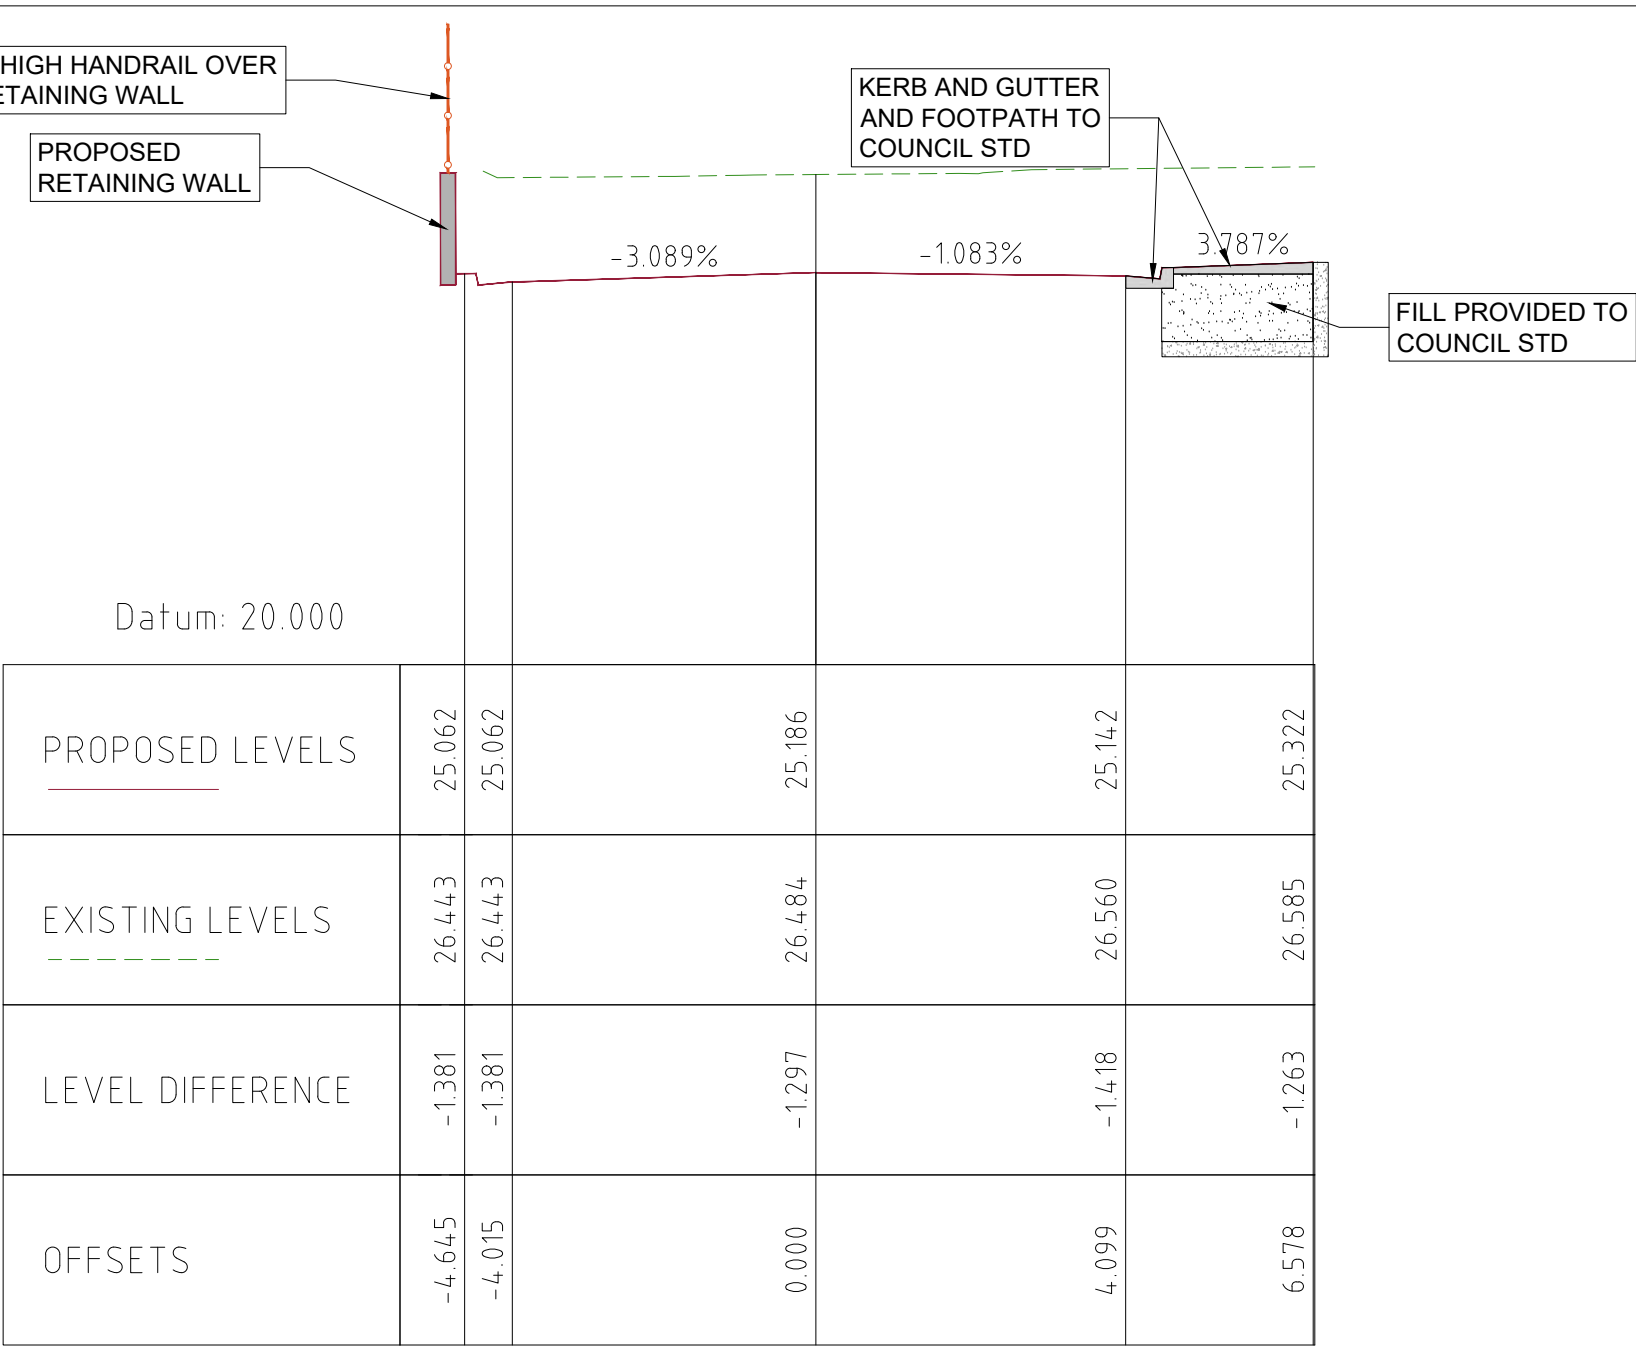 HIGH HANDRAIL OVER
RETAINING WALL
PROPOSED
RETAINING WALL
KERB AND GUTTER
AND FOOTPATH TO
COUNCIL STD
-3.089%
-1.083%
3.787%
FILL PROVIDED TO
COUNCIL STD
Datum: 20.000
PROPOSED LEVELS 25.062 25.062 25.186 25.142 25.322
EXISTING LEVELS 26.443 26.443 26.484 26.560 26.585
LEVEL DIFFERENCE -1.381 -1.381 -1.297 -1.418 -1.263
OFFSETS -4.645 -4.015 0.000 4.099 6.578